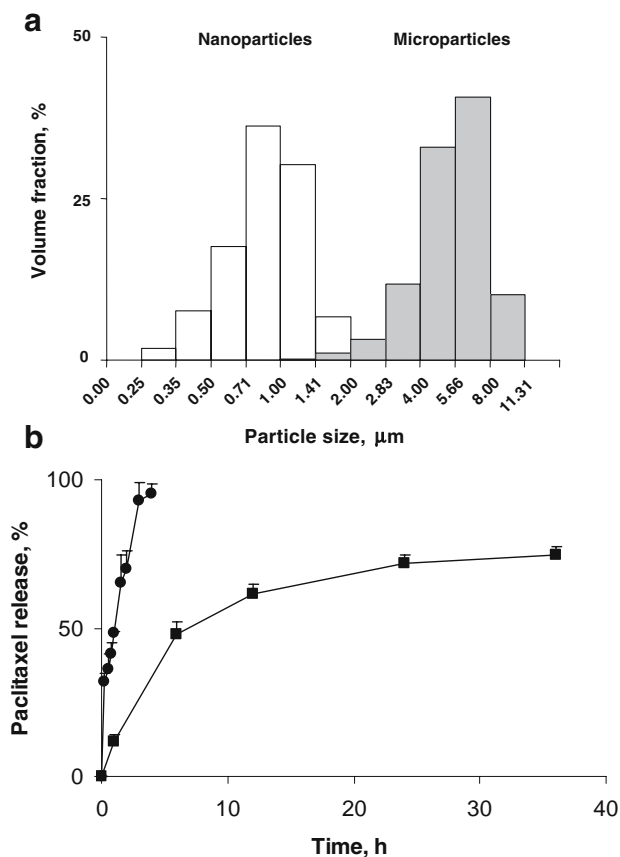 a
50
Nanoparticles
Microparticles
Volume fraction, %
25
0
0.00 0.25 0.35 0.50 0.71 1.00 1.41 2.00 2.83 4.00 5.66 8.00 11.31
Particle size, μm
b
100
Paclitaxel release, %
50
0
0 10 20 30 40
Time, h